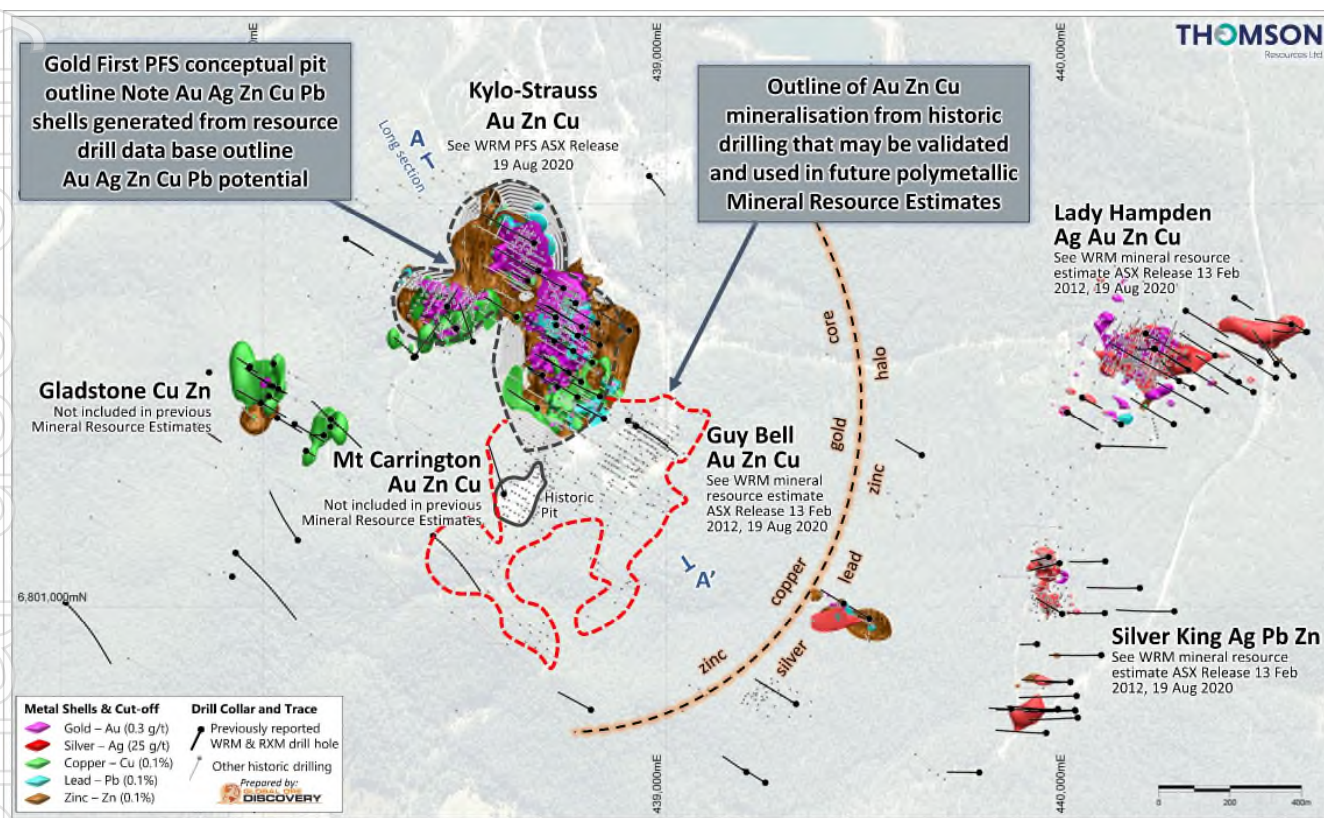 THOMSON
Resources Ltd
mE
439,000mE
440,000mE
Gold First PFS conceptual pit
outline Note Au Ag Zn Cu Pb
shells generated from resource
drill data base outline
Au Ag Zn Cu Pb potential
A
Long section
Kylo-Strauss
Au Zn Cu
See WRM PFS ASX Release
19 Aug 2020
Outline of Au Zn Cu
mineralisation from historic
drilling that may be validated
and used in future polymetallic
Mineral Resource Estimates
Lady Hampden
Ag Au Zn Cu
See WRM mineral resource
estimate ASX Release 13 Feb
2012, 19 Aug 2020
core
halo
gold
zinc
copper
lead
zinc
silver
Gladstone Cu Zn
Not included in previous
Mineral Resource Estimates
Mt Carrington
Au Zn Cu
Not included in previous
Mineral Resource Estimates
Historic
Pit
Guy Bell
Au Zn Cu
See WRM mineral
resource estimate
ASX Release 13 Feb
2012, 19 Aug 2020
A'
6,801,000mN
Silver King Ag Pb Zn
See WRM mineral resource
estimate ASX Release 13 Feb
2012, 19 Aug 2020
Metal Shells & Cut-off
Gold – Au (0.3 g/t)
Silver – Ag (25 g/t)
Copper – Cu (0.1%)
Lead – Pb (0.1%)
Zinc – Zn (0.1%)
Drill Collar and Trace
Previously reported
WRM & RXM drill hole
Other historic drilling
Prepared by:
GLOBAL ORE
DISCOVERY
439,000mE
440,000mE
0 200 400m